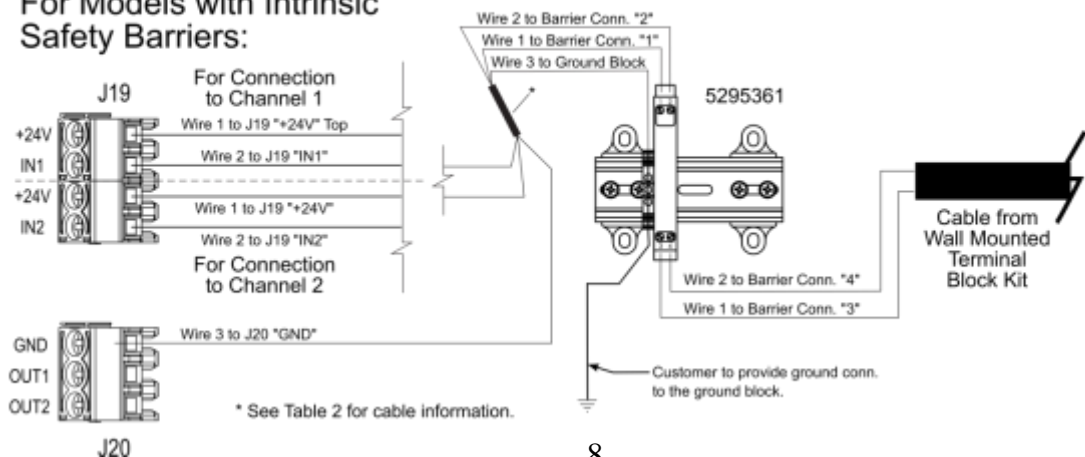 For Models with Intrinsic
Safety Barriers:
Wire 2 to Barrier Conn. "2"
Wire 1 to Barrier Conn. "1"
Wire 3 to Ground Block
J19
For Connection
to Channel 1
*
5295361
+24V
Wire 1 to J19 "+24V" Top
IN1
Wire 2 to J19 "IN1"
+24V
Wire 1 to J19 "+24V"
IN2
Wire 2 to J19 "IN2"
For Connection
to Channel 2
Cable from
Wall Mounted
Terminal
Block Kit
Wire 2 to Barrier Conn. "4"
Wire 1 to Barrier Conn. "3"
GND
Wire 3 to J20 "GND"
OUT1
OUT2
Customer to provide ground conn.
to the ground block.
* See Table 2 for cable information.
J20
8